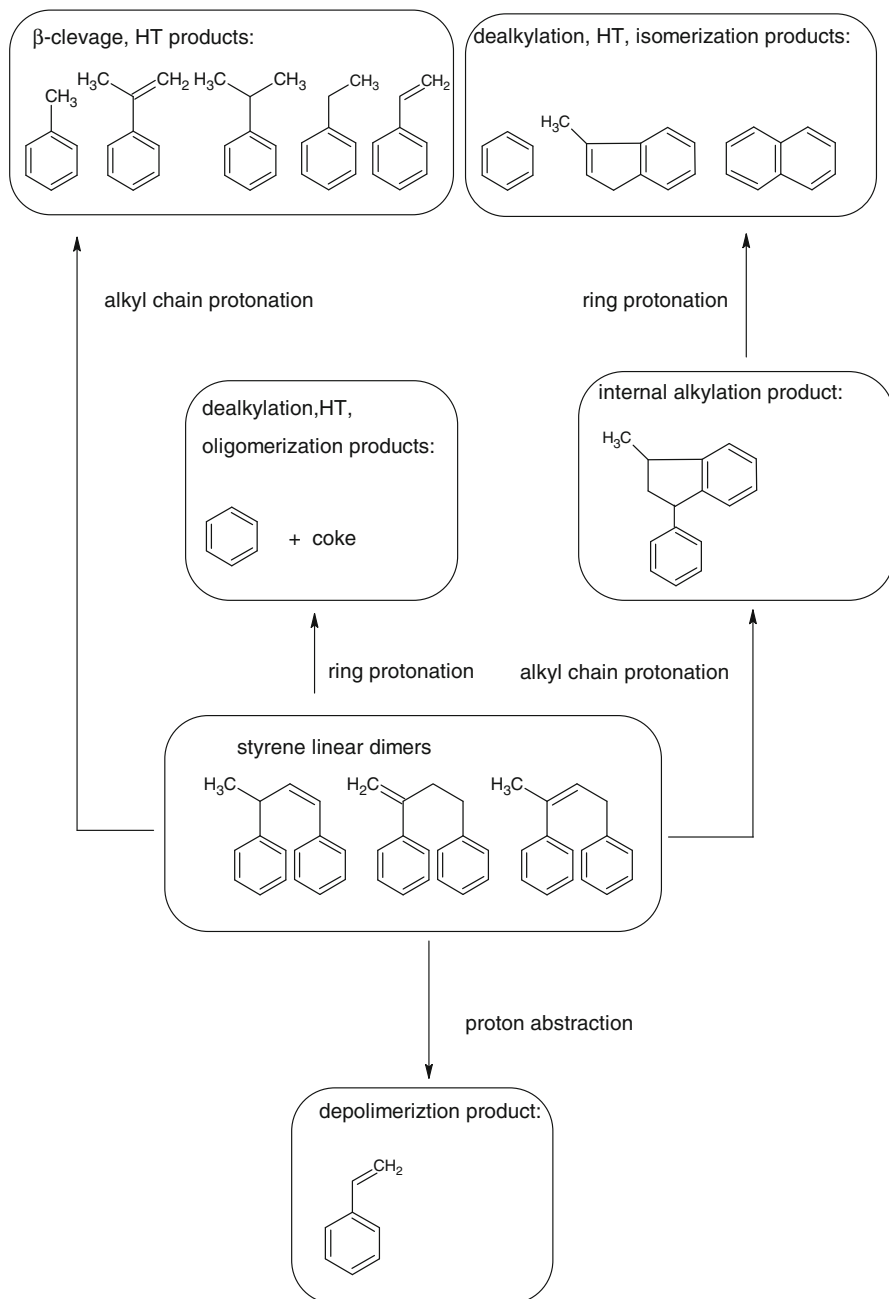 β-clevage, HT products:
CH3
H3C CH2
H3C CH3
CH3
CH2
dealkylation, HT, isomerization products:
H3C
alkyl chain protonation
ring protonation
dealkylation,HT,
oligomerization products:
+ coke
internal alkylation product:
H3C
ring protonation
alkyl chain protonation
styrene linear dimers
H3C
H2C
H3C
proton abstraction
depolimeriztion product:
CH2